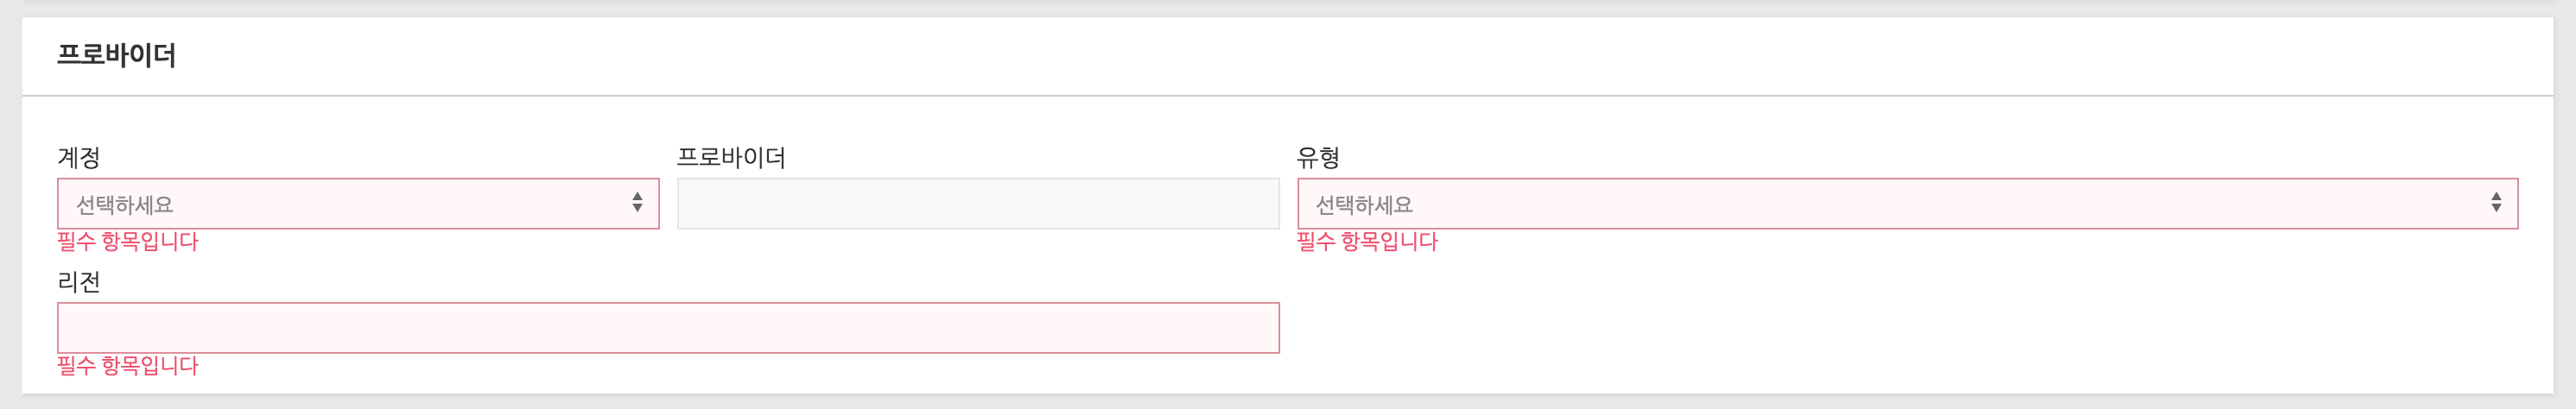 프로바이더
계정
프로바이더
유형
선택하세요
선택하세요
필수 항목입니다
필수 항목입니다
리전
필수 항목입니다